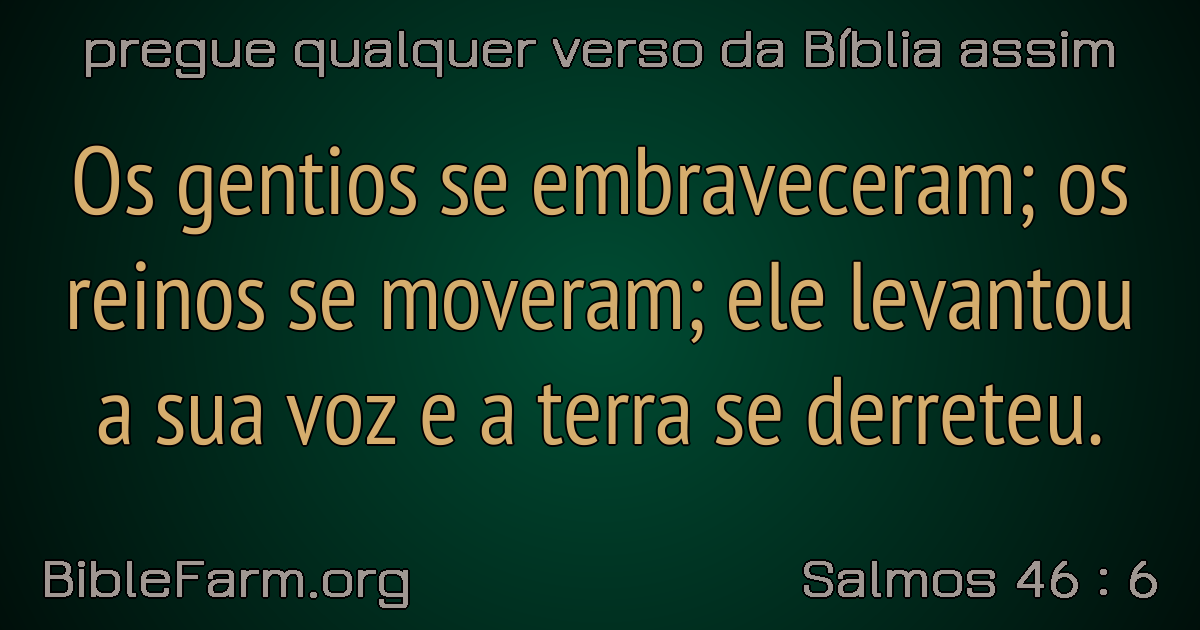 pregue qualquer verso da Bíblia assim
Os gentios se embraveceram; os
reinos se moveram; ele levantou
a sua voz e a terra se derreteu.
BibleFarm.org
Salmos 46 : 6